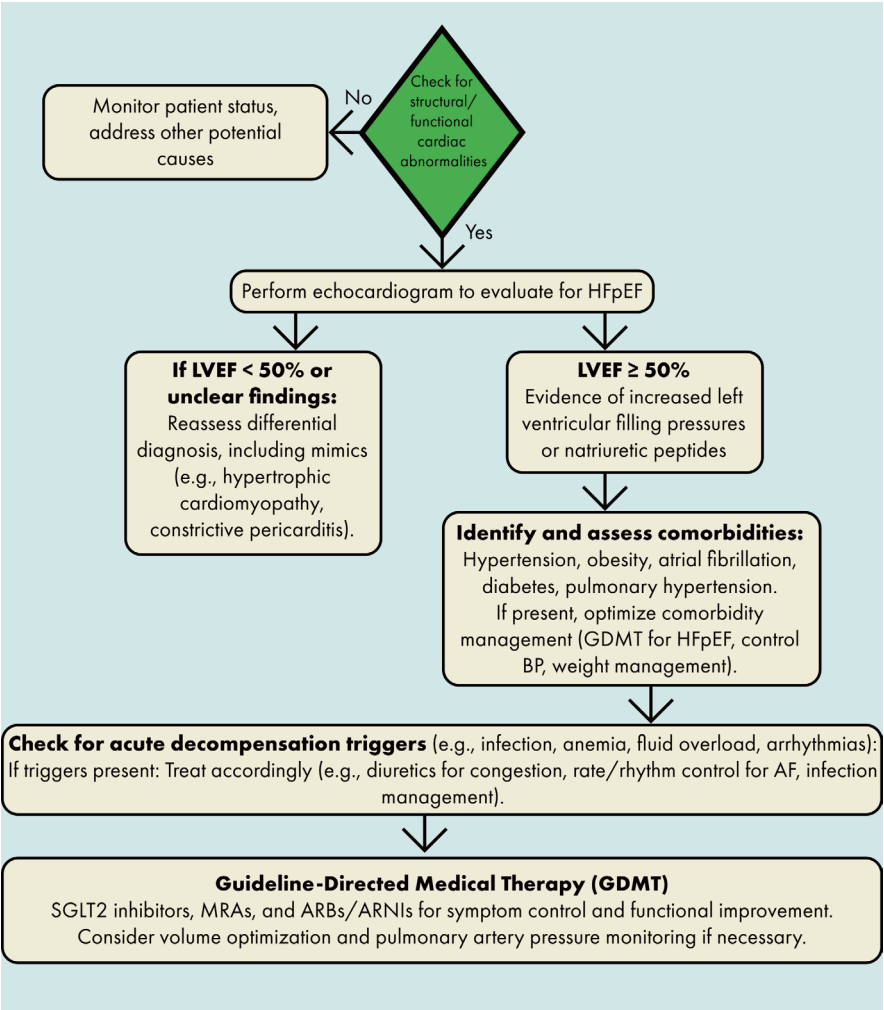 Check for
structural/
functional
cardiac
abnormalities
No
Monitor patient status,
address other potential
causes
Yes
Perform echocardiogram to evaluate for HFpEF
If LVEF < 50% or
unclear findings:
Reassess differential
diagnosis, including mimics
(e.g., hypertrophic
cardiomyopathy,
constrictive pericarditis).
LVEF ≥ 50%
Evidence of increased left
ventricular filling pressures
or natriuretic peptides
Identify and assess comorbidities:
Hypertension, obesity, atrial fibrillation,
diabetes, pulmonary hypertension.
If present, optimize comorbidity
management (GDMT for HFpEF, control
BP, weight management).
Check for acute decompensation triggers (e.g., infection, anemia, fluid overload, arrhythmias):
If triggers present: Treat accordingly (e.g., diuretics for congestion, rate/rhythm control for AF, infection
management).
Guideline-Directed Medical Therapy (GDMT)
SGLT2 inhibitors, MRAs, and ARBs/ARNIs for symptom control and functional improvement.
Consider volume optimization and pulmonary artery pressure monitoring if necessary.